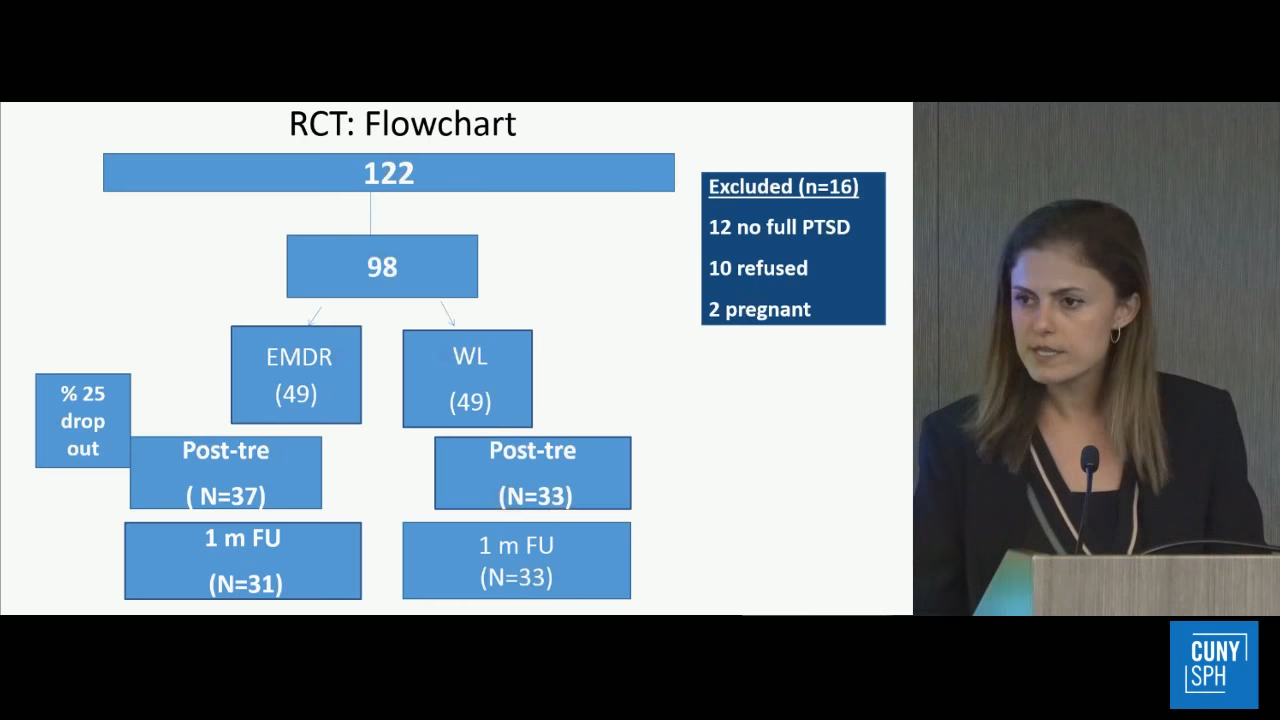 RCT: Flowchart
122
Excluded (n=16)
12 no full PTSD
10 refused
2 pregnant
98
EMDR
(49)
WL
(49)
% 25
drop
out
Post-tre
( N=37)
Post-tre
(N=33)
1 m FU
(N=31)
1 m FU
(N=33)
CUNY
SPH